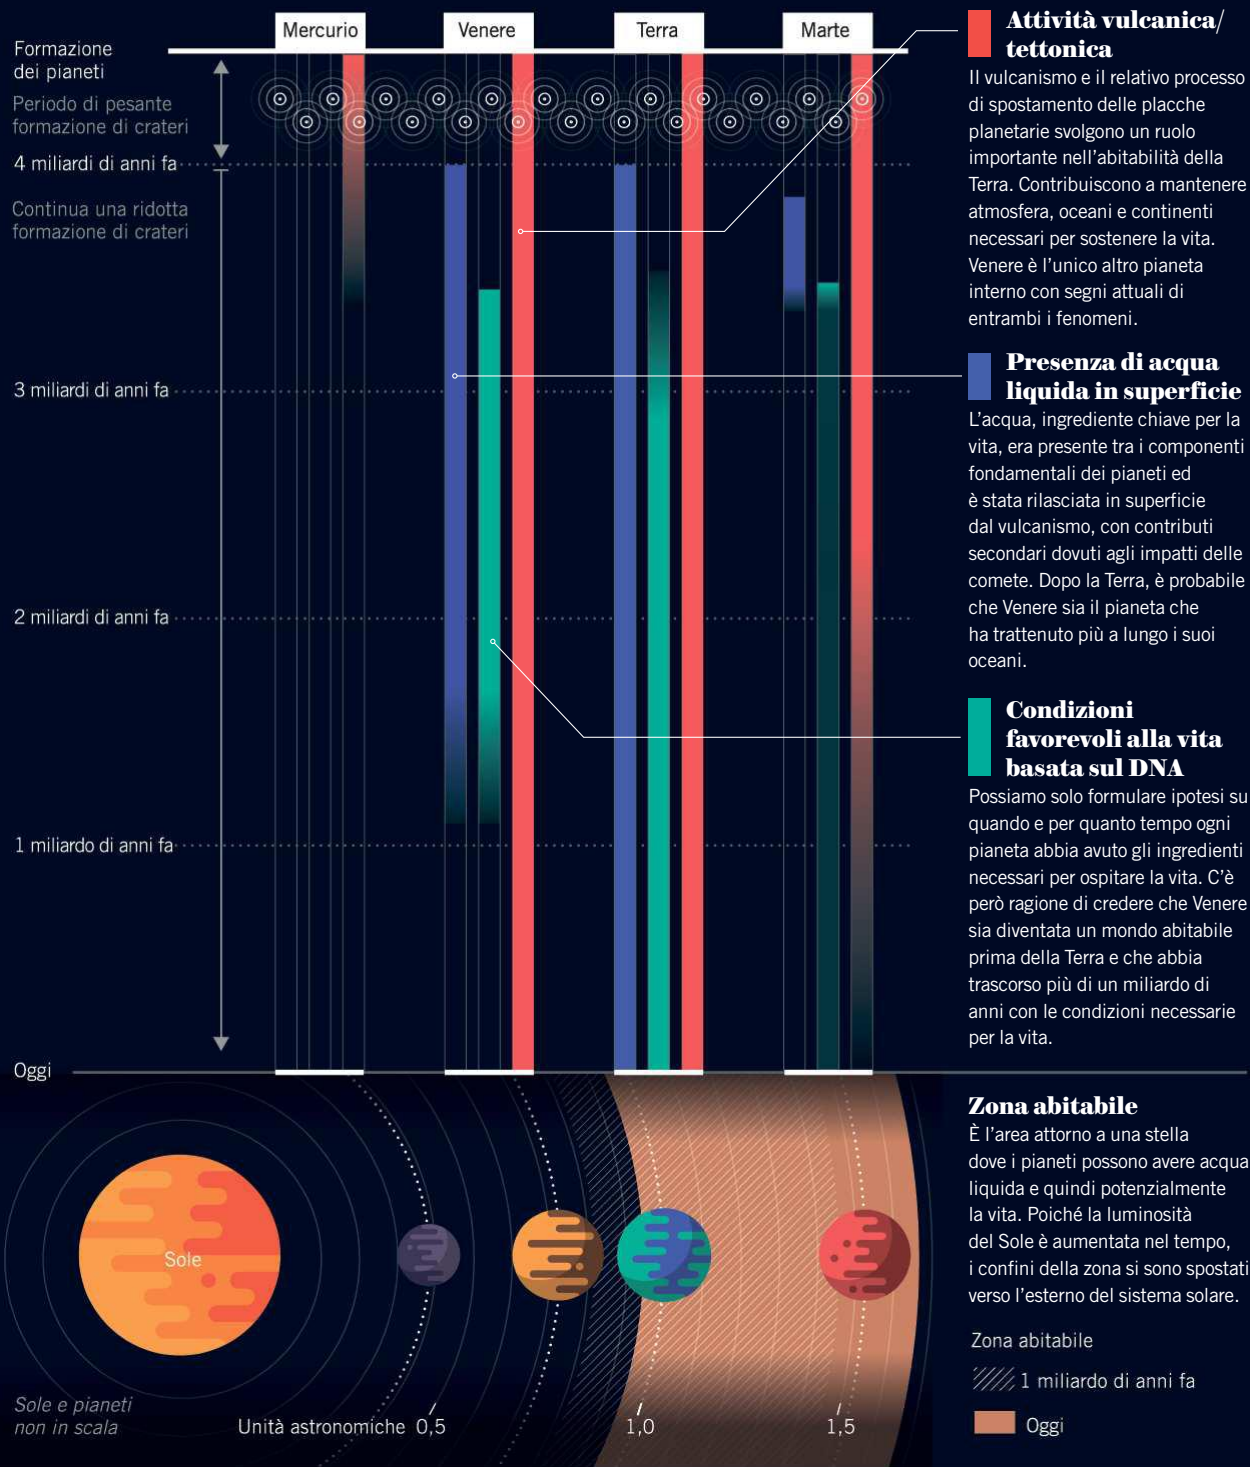 Mercurio
Venere
Terra
Marte
Formazione
dei pianeti
Periodo di pesante
formazione di crateri
4 miliardi di anni fa
Continua una ridotta
formazione di crateri
3 miliardi di anni fa
2 miliardi di anni fa
1 miliardo di anni fa
Oggi
Attività vulcanica/
tettonica
Il vulcanismo e il relativo processo
di spostamento delle placche
planetarie svolgono un ruolo
importante nell'abitabilità della
Terra. Contribuiscono a mantenere
atmosfera, oceani e continenti
necessari per sostenere la vita.
Venere è l'unico altro pianeta
interno con segni attuali di
entrambi i fenomeni.
Presenza di acqua
liquida in superficie
L'acqua, ingrediente chiave per la
vita, era presente tra i componenti
fondamentali dei pianeti ed
è stata rilasciata in superficie
dal vulcanismo, con contributi
secondari dovuti agli impatti delle
comete. Dopo la Terra, è probabile
che Venere sia il pianeta che
ha trattenuto più a lungo i suoi
oceani.
Condizioni
favorevoli alla vita
basata sul DNA
Possiamo solo formulare ipotesi su
quando e per quanto tempo ogni
pianeta abbia avuto gli ingredienti
necessari per ospitare la vita. C'è
però ragione di credere che Venere
sia diventata un mondo abitabile
prima della Terra e che abbia
trascorso più di un miliardo di
anni con le condizioni necessarie
per la vita.
Zona abitabile
È l'area attorno a una stella
dove i pianeti possono avere acqua
liquida e quindi potenzialmente
la vita. Poiché la luminosità
del Sole è aumentata nel tempo,
i confini della zona si sono spostati
verso l'esterno del sistema solare.
Zona abitabile
1 miliardo di anni fa
Oggi
Sole
Sole e pianeti
non in scala
Unità astronomiche 0,5
1,0
1,5